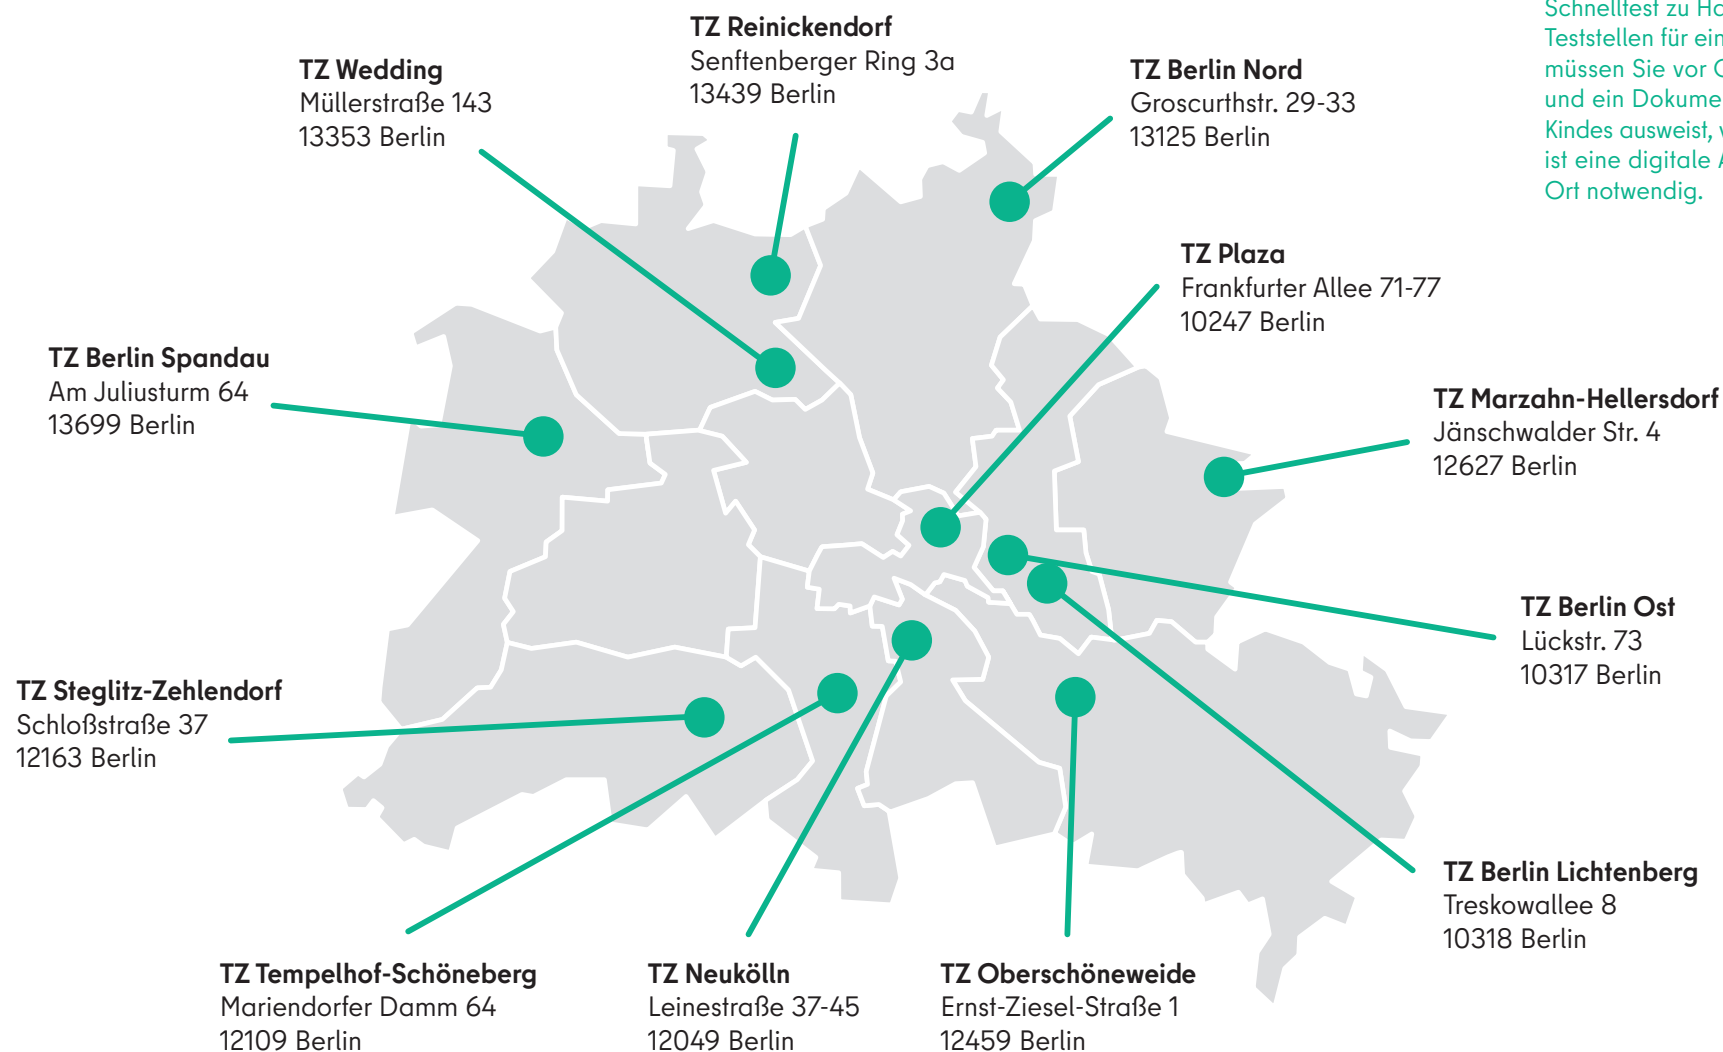 TZ Reinickendorf
Senftenberger Ring 3a
13439 Berlin
TZ Wedding
Müllerstraße 143
13353 Berlin
TZ Berlin Nord
Groscurthstr. 29-33
13125 Berlin
Schnelltest zu
Teststellen für
müssen Sie vor
und ein
Kindes ausweist,
ist eine digitale
Ort notwendig.
TZ Plaza
Frankfurter Allee 71-77
10247 Berlin
TZ Berlin Spandau
Am Juliusturm 64
13699 Berlin
TZ Marzahn-Hellersdorf
Jänschwalder Str. 4
12627 Berlin
TZ Berlin Ost
Lückstr. 73
10317 Berlin
TZ Steglitz-Zehlendorf
Schloßstraße 37
12163 Berlin
TZ Berlin Lichtenberg
Treskowallee 8
10318 Berlin
TZ Tempelhof-Schöneberg
Mariendorfer Damm 64
12109 Berlin
TZ Neukölln
Leinestraße 37-45
12049 Berlin
TZ Oberschöneweide
Ernst-Ziesel-Straße 1
12459 Berlin